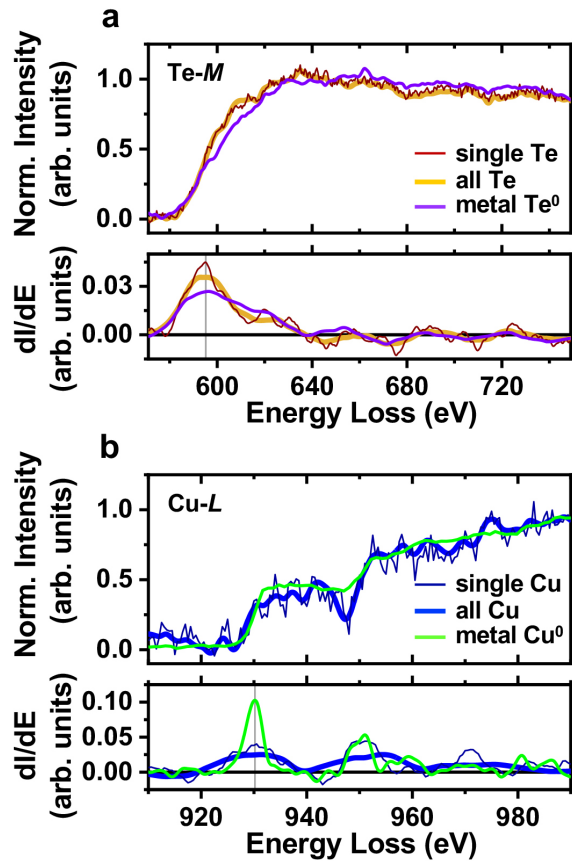 a
Te-M
Norm. Intensity
(arb. units)
1.0
0.5
0.0
single Te
all Te
metal Te⁰
dI/dE
(arb. units)
0.03
0.00
600 640 680 720
Energy Loss (eV)
b
Cu-L
Norm. Intensity
(arb. units)
1.0
0.5
0.0
single Cu
all Cu
metal Cu⁰
dI/dE
(arb. units)
0.10
0.05
0.00
920 940 960 980
Energy Loss (eV)